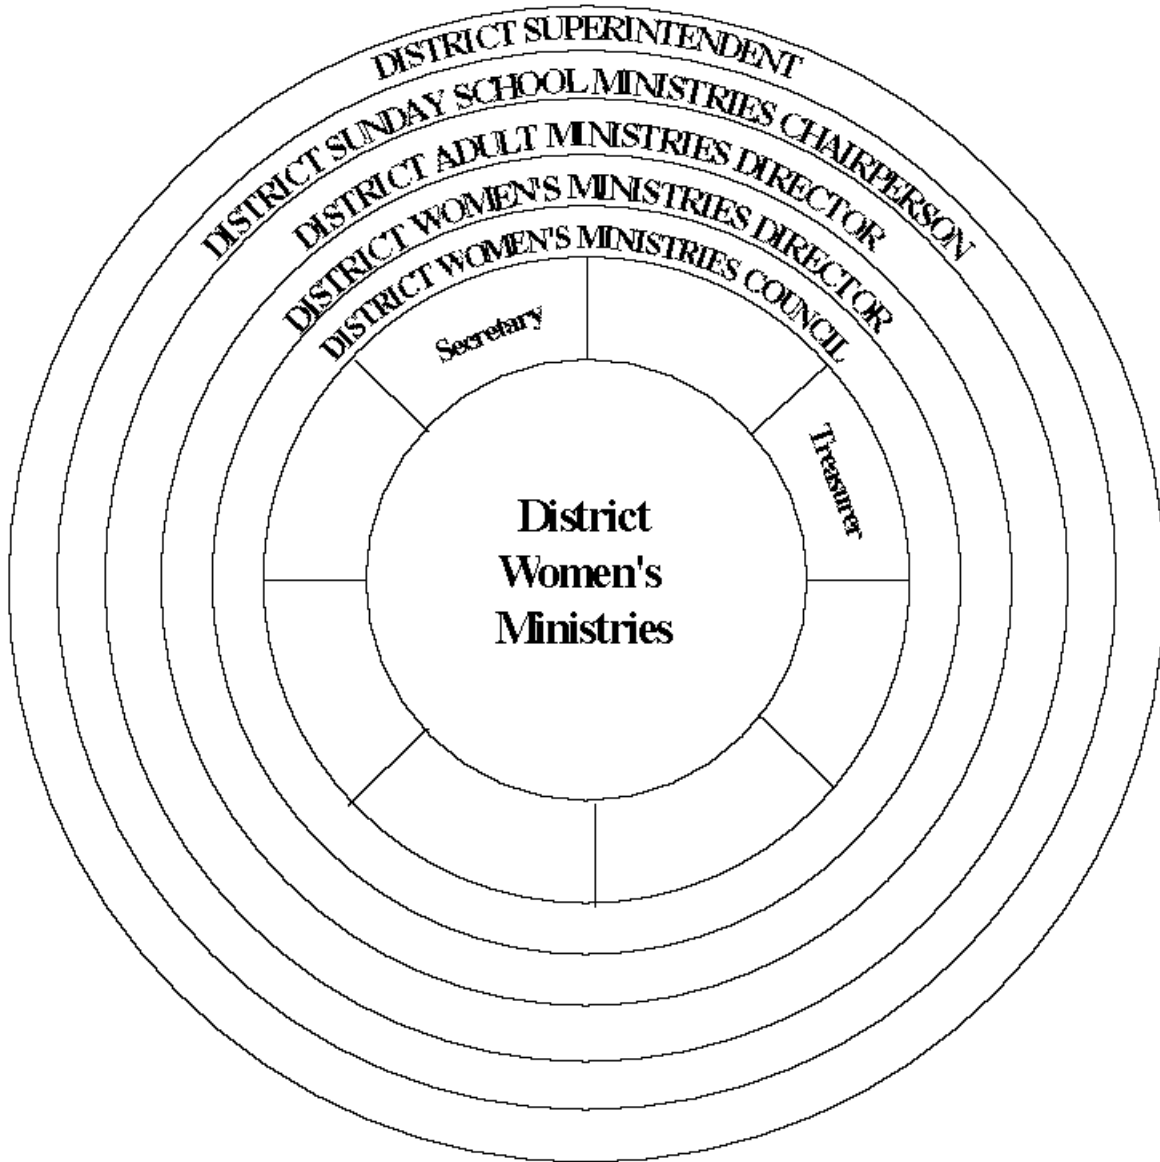 DISTRICT SUPERINTENDENT
DISTRICT SUNDAY SCHOOL MINISTRIES CHAIRPERSON
DISTRICT ADULT MINISTRIES DIRECTOR
DISTRICT WOMEN'S MINISTRIES DIRECTOR
DISTRICT WOMEN'S MINISTRIES COUNCIL
Secretary
Treasurer
District
Women's
Ministries